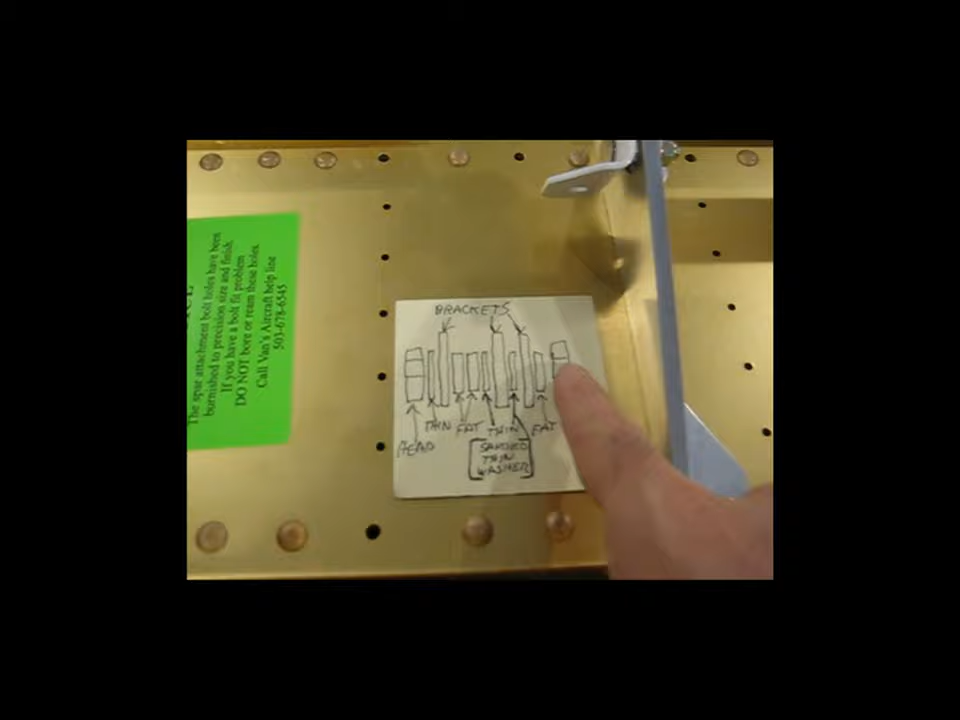 The spar attachment bolt holes have been
burnished to precision size and finish.
If you have a bolt fit problem
DO NOT bore or ream these holes.
Call Van's Aircraft help line
503-678-6545
BRACKETS
THIN FAT THIN FAT
HEAD
SANDED
THIN
WASHER